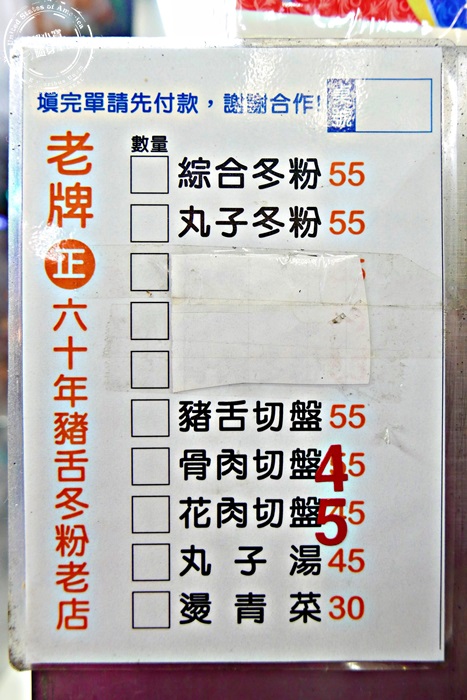 填完單請先付款，謝謝合作!
數量
老牌
正
六十年豬舌冬粉老店
綜合冬粉 55
丸子冬粉 55
豬舌切盤 55
骨肉切盤 45
花肉切盤 55
丸子湯 45
燙青菜 30